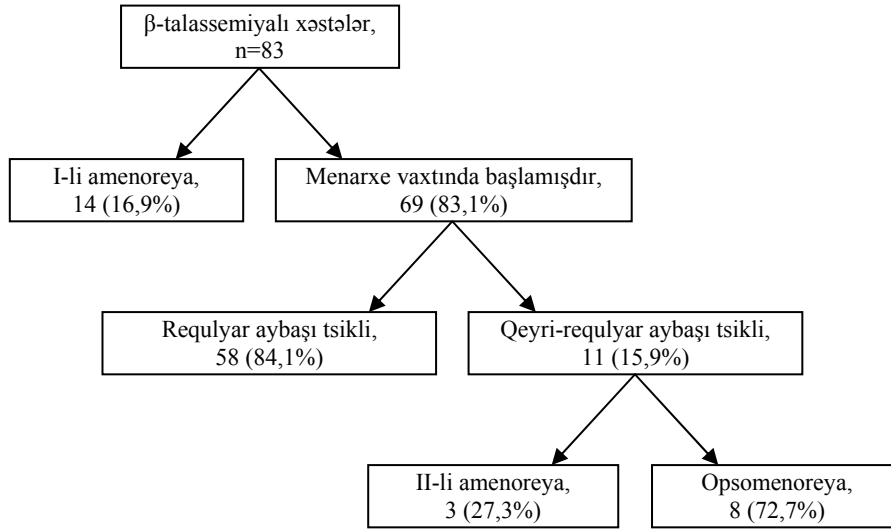 β-talassemiyalı xəstələr,
n=83
I-li amenoreya,
14 (16,9%)
Menarxe vaxtında başlamışdır,
69 (83,1%)
Requlyar aybaşı tsikli,
58 (84,1%)
Qeyri-requlyar aybaşı tsikli,
11 (15,9%)
II-li amenoreya,
3 (27,3%)
Opsomenoreya,
8 (72,7%)